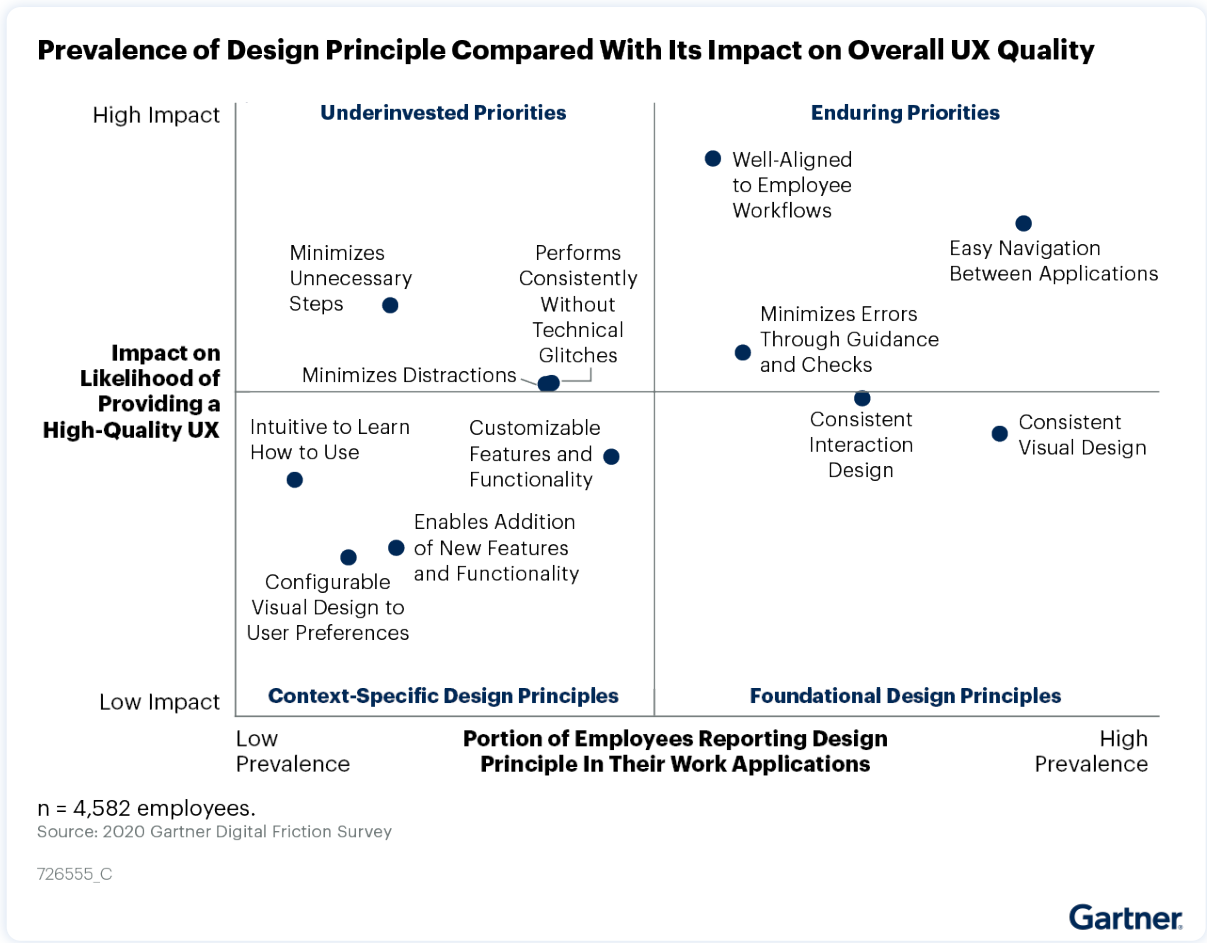 Prevalence of Design Principle Compared With Its Impact on Overall UX Quality
High Impact
Underinvested Priorities
Enduring Priorities
Well-Aligned
to Employee
Workflows
Easy Navigation
Between Applications
Minimizes
Unnecessary
Steps
Performs
Consistently
Without
Technical
Glitches
Minimizes Distractions
Minimizes Errors
Through Guidance
and Checks
Impact on
Likelihood of
Providing a
High-Quality UX
Intuitive to Learn
How to Use
Customizable
Features and
Functionality
Consistent
Interaction
Design
Consistent
Visual Design
Enables Addition
of New Features
and Functionality
Configurable
Visual Design to
User Preferences
Low Impact
Context-Specific Design Principles
Foundational Design Principles
Low
Prevalence
Portion of Employees Reporting Design
Principle In Their Work Applications
High
Prevalence
n = 4,582 employees.
Source: 2020 Gartner Digital Friction Survey
726555_C
Gartner®